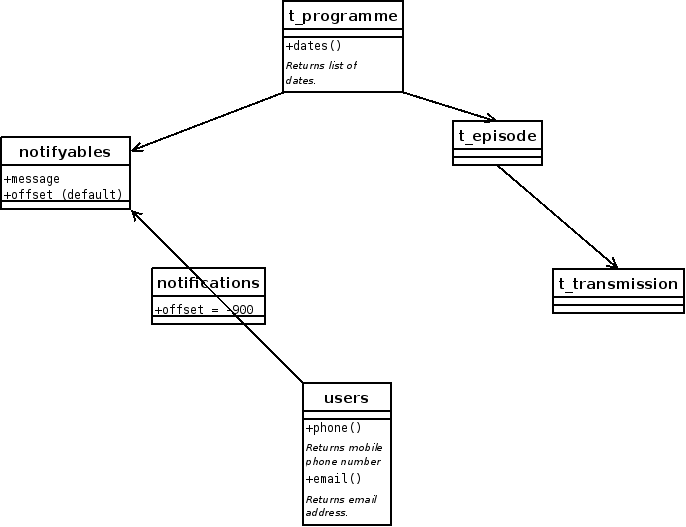 t_programme
+dates()
Returns list of
dates.
t_episode
notifyables
+message
+offset (default)
notifications
+offset = -900
t_transmission
users
+phone()
Returns mobile
phone number
+email()
Returns email
address.